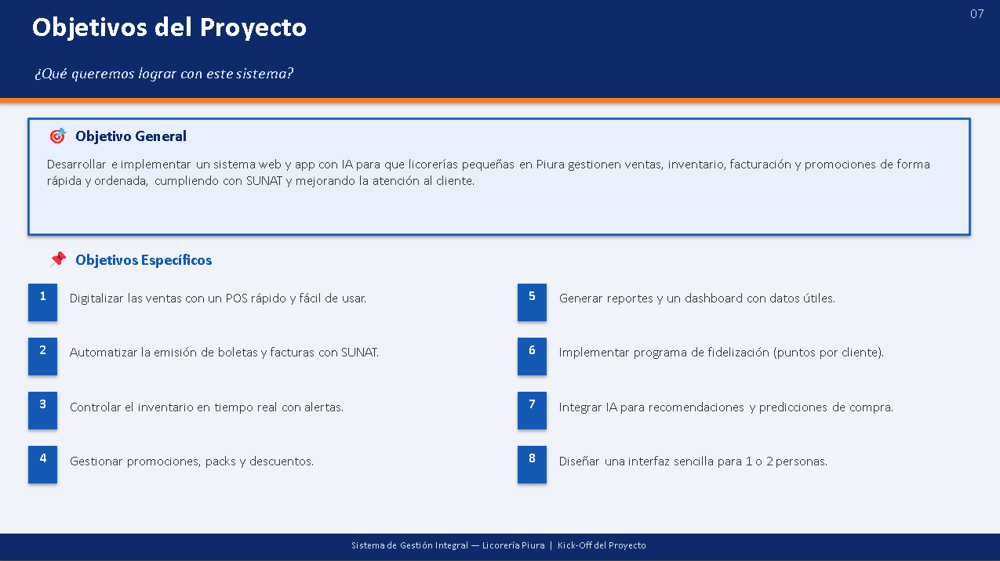 07
Objetivos del Proyecto
¿Qué queremos lograr con este sistema?
🎯 Objetivo General
Desarrollar e implementar un sistema web y app con IA para que licorerías pequeñas en Piura gestionen ventas, inventario, facturación y promociones de forma
rápida y ordenada, cumpliendo con SUNAT y mejorando la atención al cliente.
📌 Objetivos Específicos
1 Digitalizar las ventas con un POS rápido y fácil de usar.
2 Automatizar la emisión de boletas y facturas con SUNAT.
3 Controlar el inventario en tiempo real con alertas.
4 Gestionar promociones, packs y descuentos.
5 Generar reportes y un dashboard con datos útiles.
6 Implementar programa de fidelización (puntos por cliente).
7 Integrar IA para recomendaciones y predicciones de compra.
8 Diseñar una interfaz sencilla para 1 o 2 personas.
Sistema de Gestión Integral — Licorería Piura | Kick-Off del Proyecto